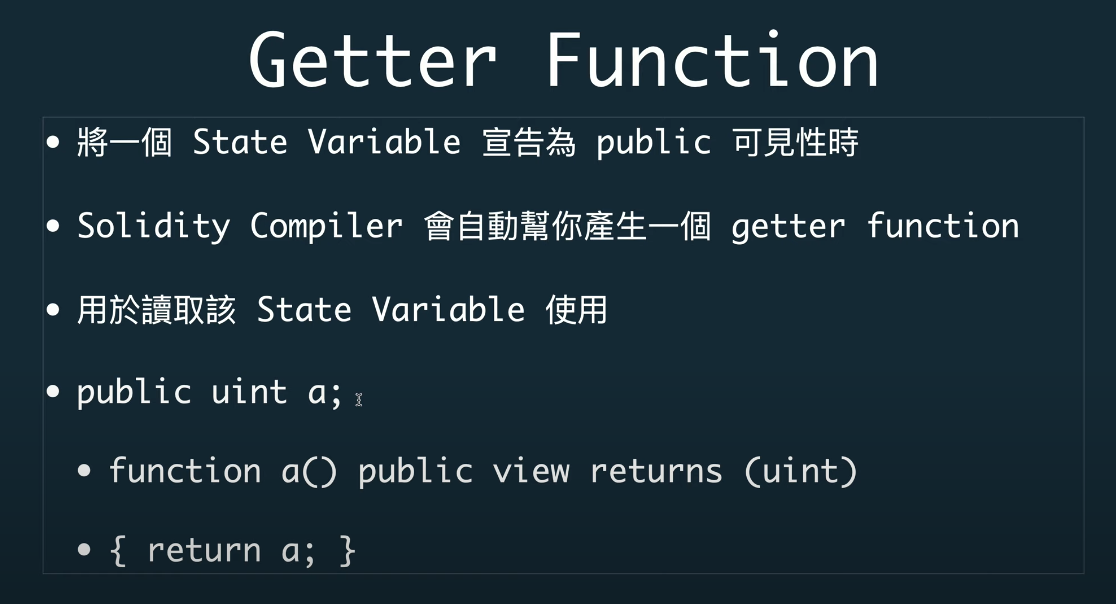 Getter Function
• 將一個 State Variable 宣告為 public 可見性時
• Solidity Compiler 會自動幫你產生一個 getter function
• 用於讀取該 State Variable 使用
• public uint a;
• function a() public view returns (uint)
• { return a; }